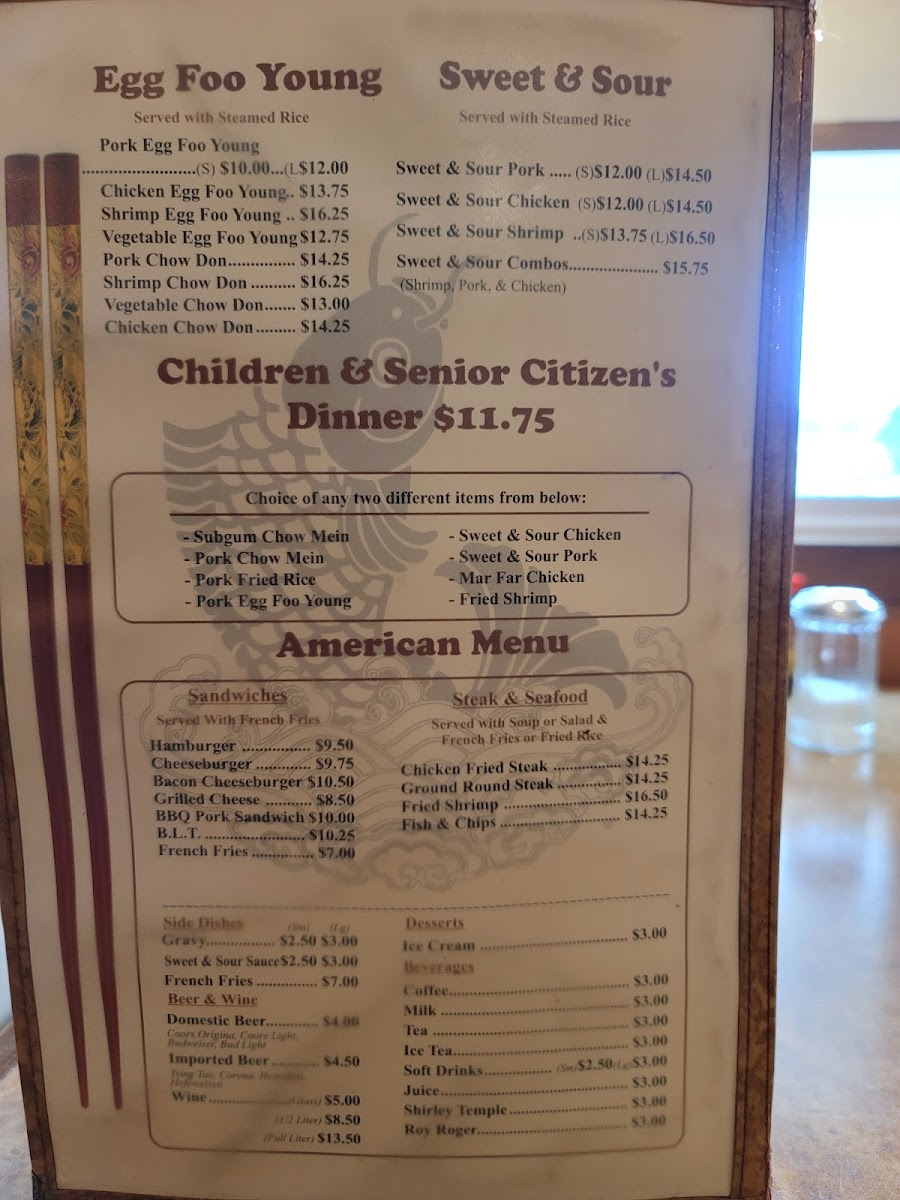 Egg Foo Young
Served with Steamed Rice
Pork Egg Foo Young
.........................(S) $10.00...(L$12.00
Chicken Egg Foo Young.. $13.75
Shrimp Egg Foo Young .. $16.25
Vegetable Egg Foo Young $12.75
Pork Chow Don............... $14.25
Shrimp Chow Don .......... $16.25
Vegetable Chow Don....... $13.00
Chicken Chow Don ......... $14.25
Sweet & Sour
Served with Steamed Rice
Sweet & Sour Pork ..... (S)$12.00 (L)$14.50
Sweet & Sour Chicken (S)$12.00 (L)$14.50
Sweet & Sour Shrimp ..(S)$13.75 (L)$16.50
Sweet & Sour Combos..................... $15.75
(Shrimp, Pork, & Chicken)
Children & Senior Citizen's
Dinner $11.75
Choice of any two different items from below:
- Subgum Chow Mein
- Pork Chow Mein
- Pork Fried Rice
- Pork Egg Foo Young
- Sweet & Sour Chicken
- Sweet & Sour Pork
- Mar Far Chicken
- Fried Shrimp
American Menu
Sandwiches
Served With French Fries
Hamburger ................. $9.50
Cheeseburger ............. $9.75
Bacon Cheeseburger $10.50
Grilled Cheese ........... $8.50
BBQ Pork Sandwich $10.00
B.L.T. ........................ $10.25
French Fries ............... $7.00
Steak & Seafood
Served with Soup or Salad &
French Fries or Fried Rice
Chicken Fried Steak ................. $14.25
Ground Round Steak ................ $14.25
Fried Shrimp ............................. $16.50
Fish & Chips .............................. $14.25
Side Dishes (Sm) (Lg)
Gravy.................. $2.50 $3.00
Sweet & Sour Sauce $2.50 $3.00
French Fries ............... $7.00
Beer & Wine
Domestic Beer............. $4.00
Coors Origina, Coors Light,
Budweiser, Bud Light
Imported Beer ............ $4.50
Tsing Tao, Corona, Heineken,
Hefeweisen
Wine ......................(Glass) $5.00
(1/2 Liter) $8.50
(Full Liter) $13.50
Desserts
Ice Cream ..................................... $3.00
Beverages
Coffee............................................. $3.00
Milk ............................................... $3.00
Tea ................................................. $3.00
Ice Tea............................................ $3.00
Soft Drinks................. (Sm)$2.50(Lg)$3.00
Juice............................................... $3.00
Shirley Temple.............................. $3.00
Roy Roger...................................... $3.00